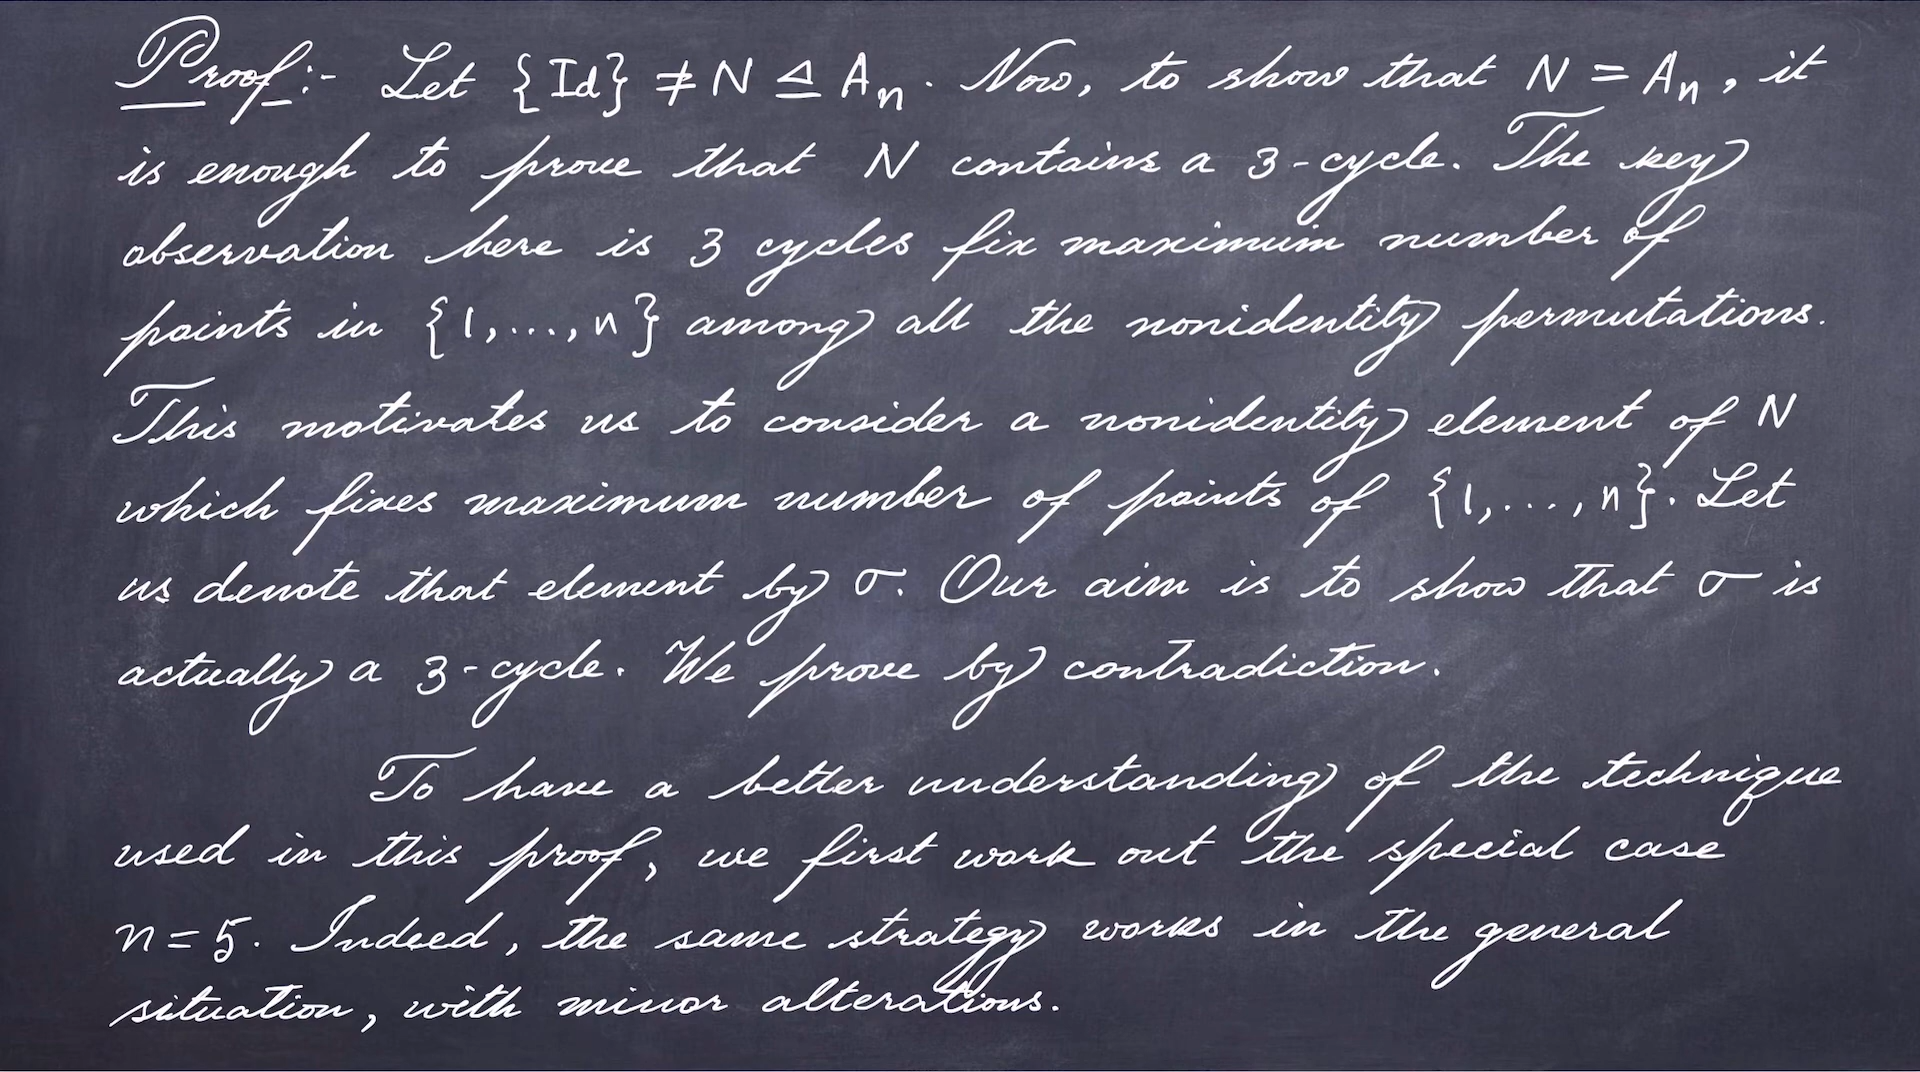 Proof:- Let {Id} ≠ N ⊴ Aₙ. Now, to show that N = Aₙ, it
is enough to prove that N contains a 3-cycle. The key
observation here is 3 cycles fix maximum number of
points in {1,...,n} among all the nonidentity permutations.
This motivates us to consider a nonidentity element of N
which fixes maximum number of points of {1,...,n}. Let
us denote that element by σ. Our aim is to show that σ is
actually a 3-cycle. We prove by contradiction.
To have a better understanding of the technique
used in this proof, we first work out the special case
n=5. Indeed, the same strategy works in the general
situation, with minor alterations.